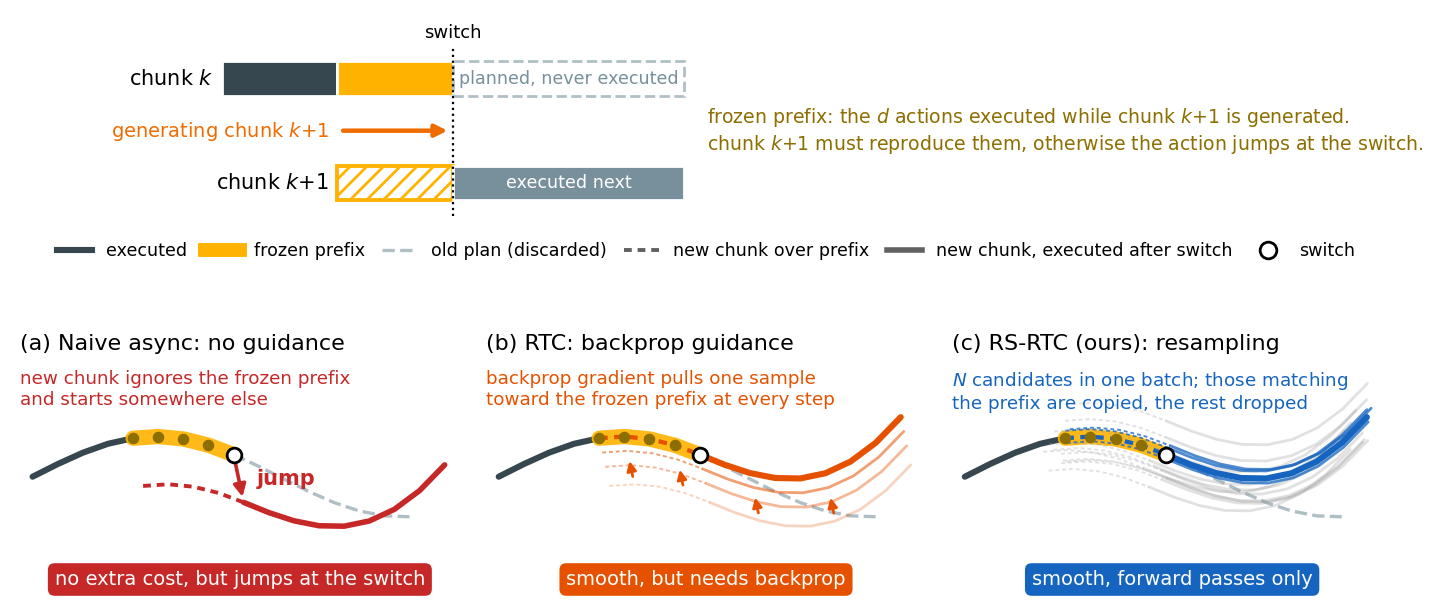 switch
chunk k
planned, never executed
generating chunk k+1
frozen prefix: the d actions executed while chunk k+1 is generated.
chunk k+1 must reproduce them, otherwise the action jumps at the switch.
chunk k+1
executed next
executed
frozen prefix
old plan (discarded)
new chunk over prefix
new chunk, executed after switch
switch
(a) Naive async: no guidance
new chunk ignores the frozen prefix
and starts somewhere else
jump
no extra cost, but jumps at the switch
(b) RTC: backprop guidance
backprop gradient pulls one sample
toward the frozen prefix at every step
smooth, but needs backprop
(c) RS-RTC (ours): resampling
N candidates in one batch; those matching
the prefix are copied, the rest dropped
smooth, forward passes only